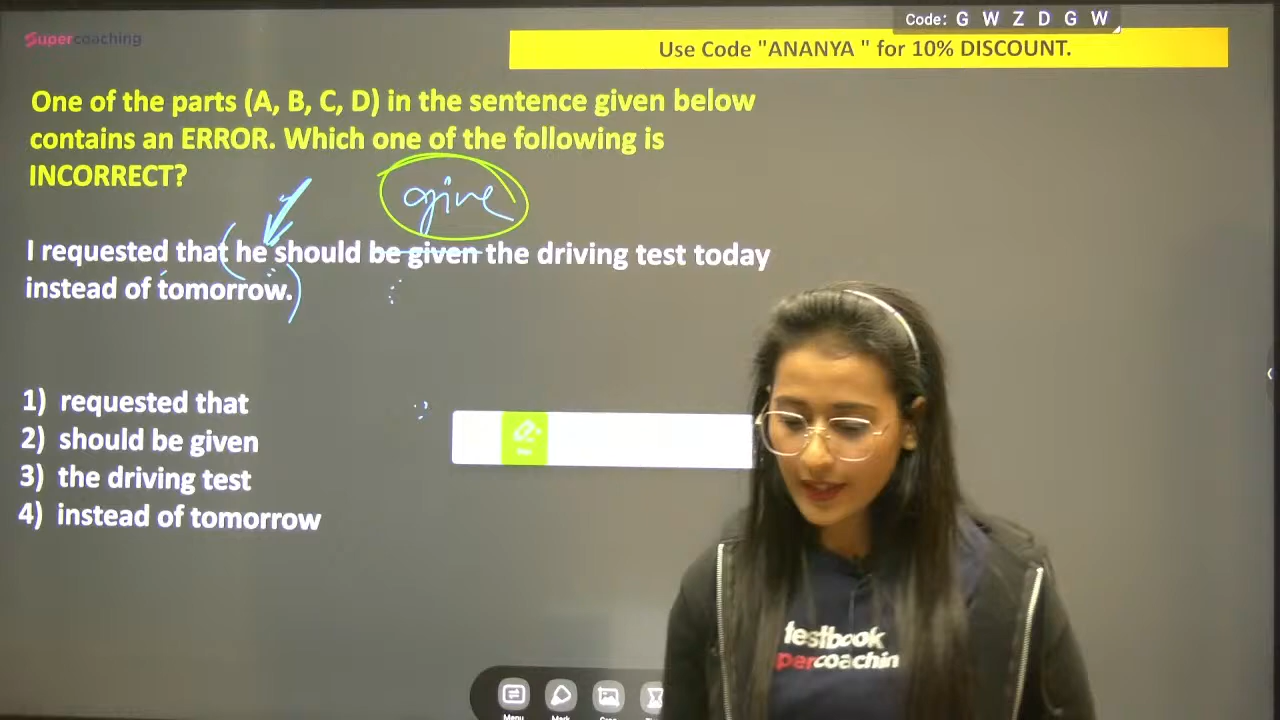 Code: G W Z D G W
Supercoaching
Use Code "ANANYA " for 10% DISCOUNT.
One of the parts (A, B, C, D) in the sentence given below
contains an ERROR. Which one of the following is
INCORRECT?
give
I requested that he should be given the driving test today
instead of tomorrow.
1) requested that
2) should be given
3) the driving test
4) instead of tomorrow
testbook
percoachin
Menu
Mark